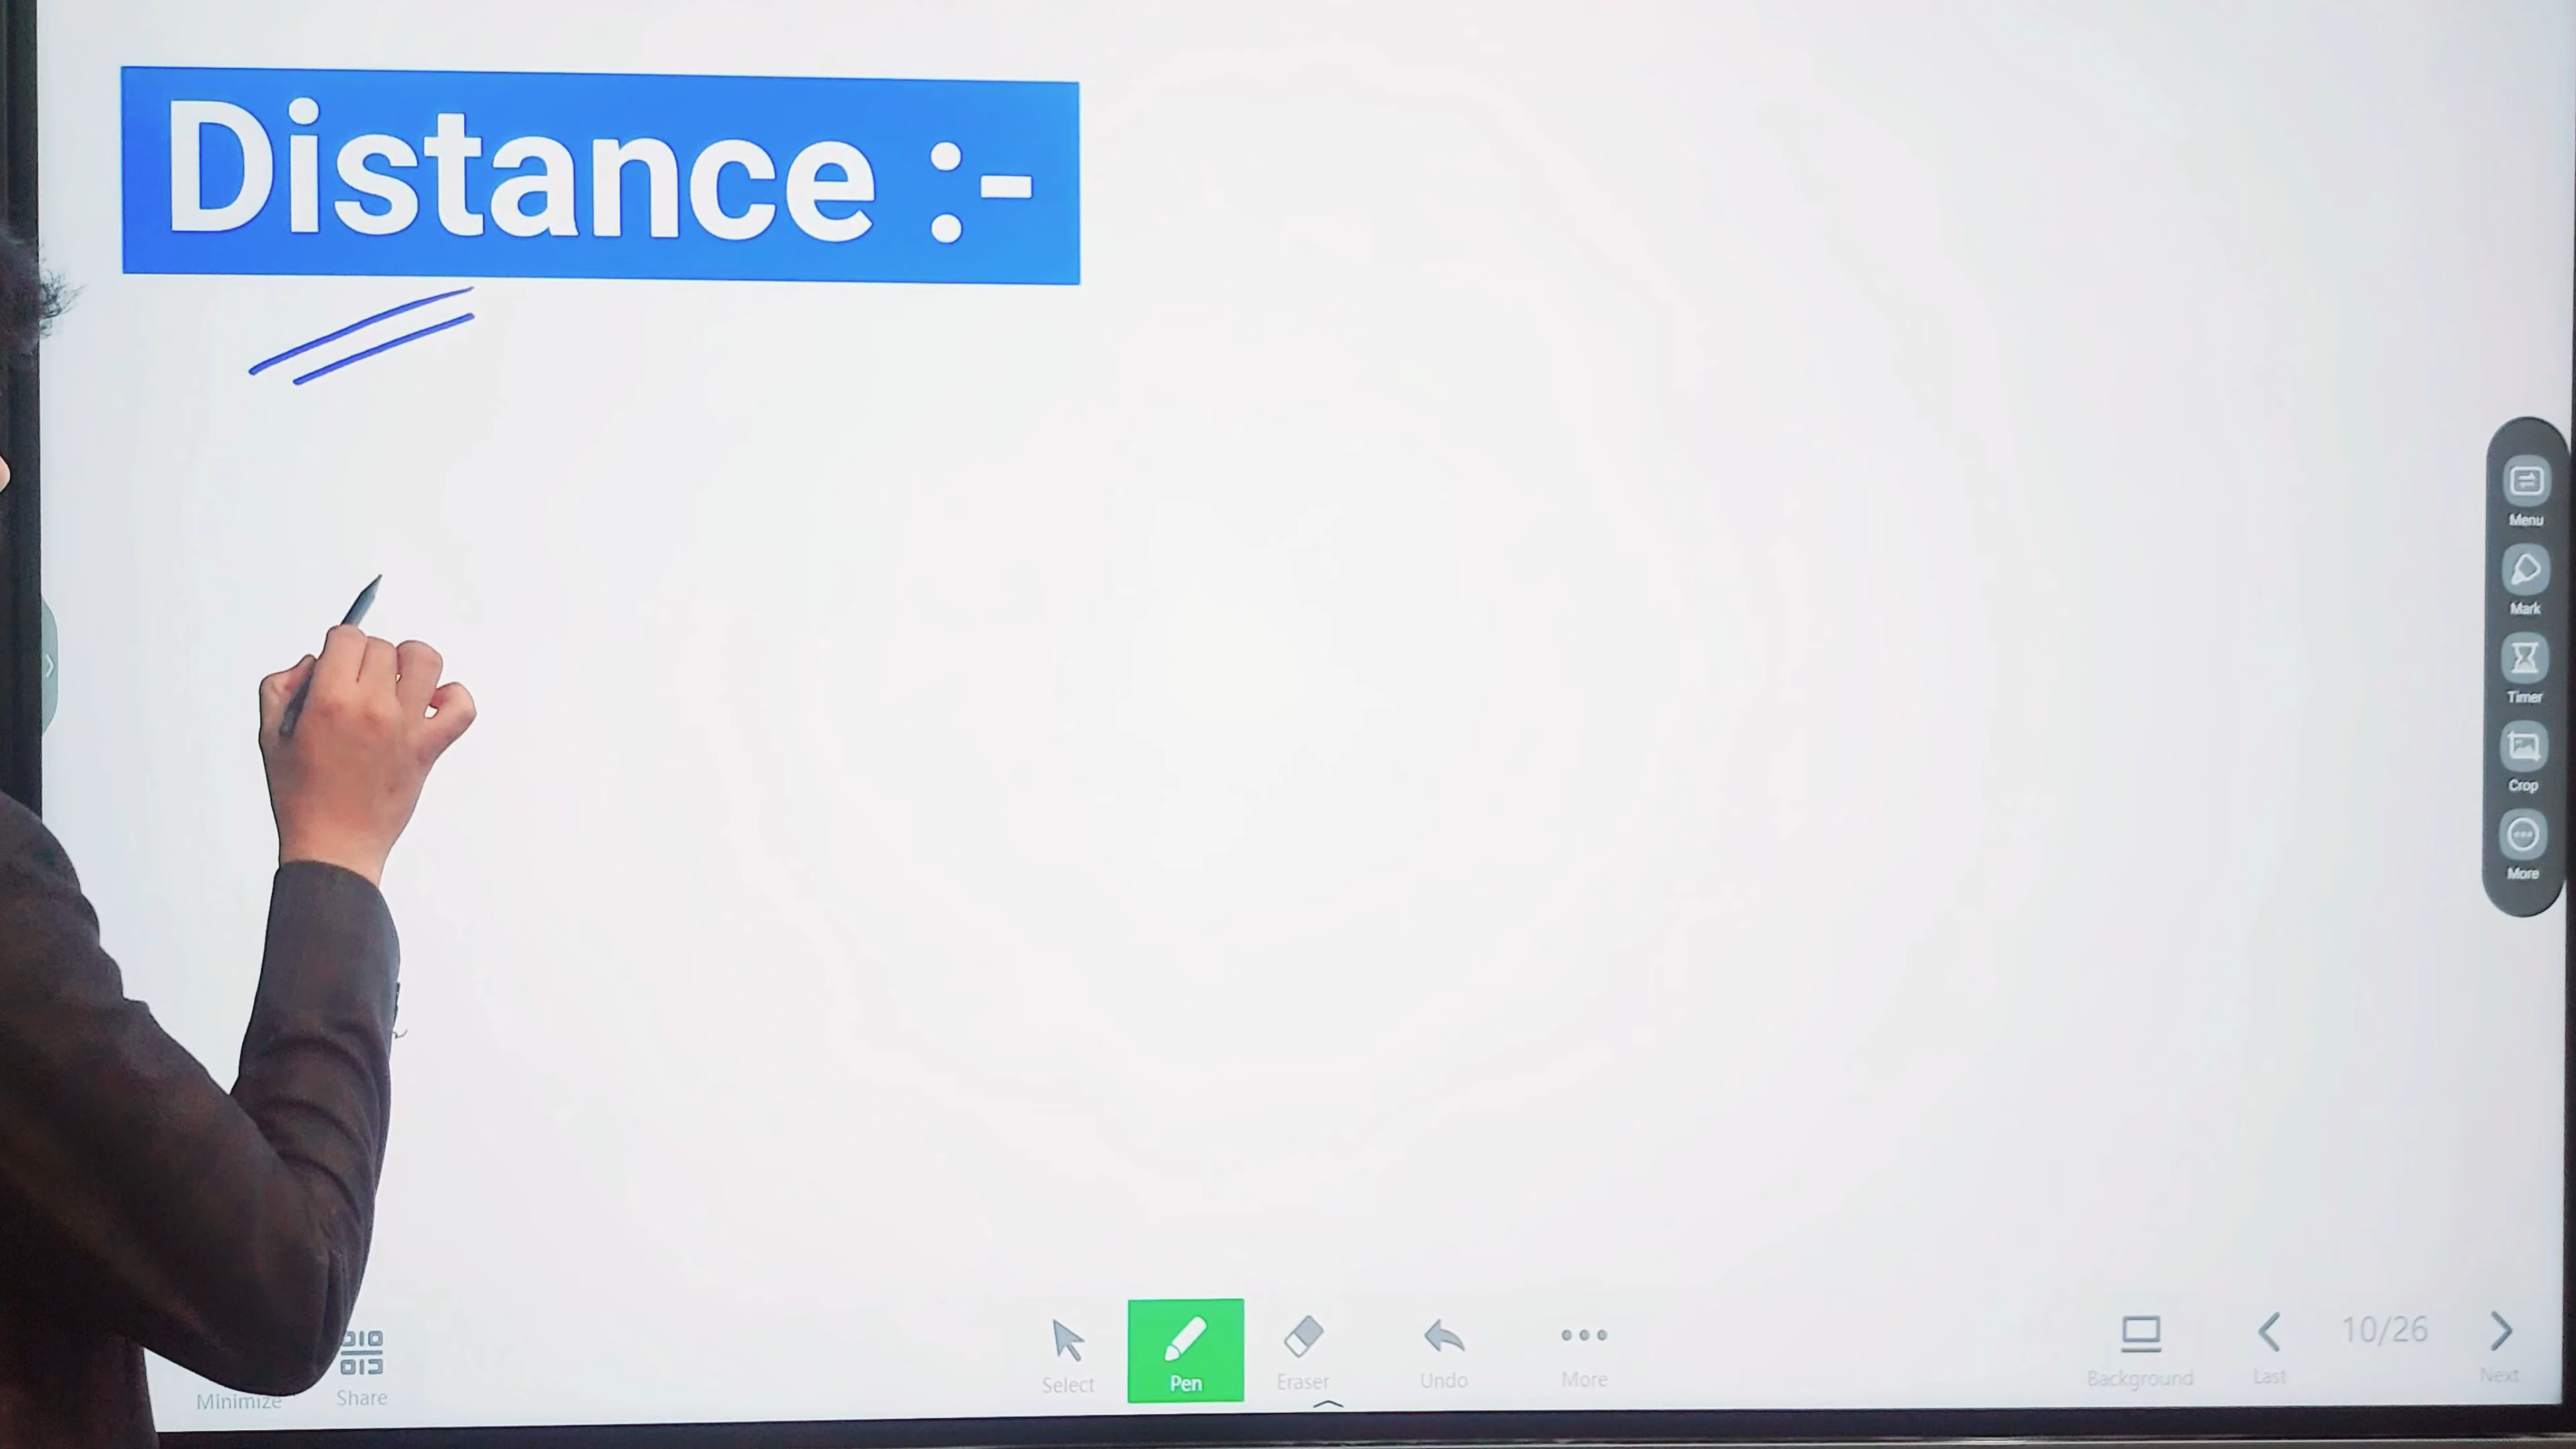 Distance :-
Menu
Mark
Timer
Crop
More
Minimize
Share
Select
Pen
Eraser
Undo
More
Background
Last
10/26
Next